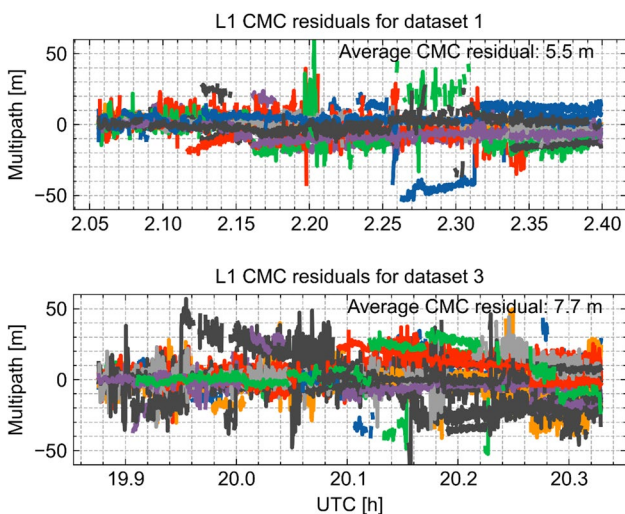 L1 CMC residuals for dataset 1
Average CMC residual: 5.5 m
Multipath [m]
50
0
−50
2.05 2.10 2.15 2.20 2.25 2.30 2.35 2.40
L1 CMC residuals for dataset 3
Average CMC residual: 7.7 m
Multipath [m]
50
0
−50
19.9 20.0 20.1 20.2 20.3
UTC [h]